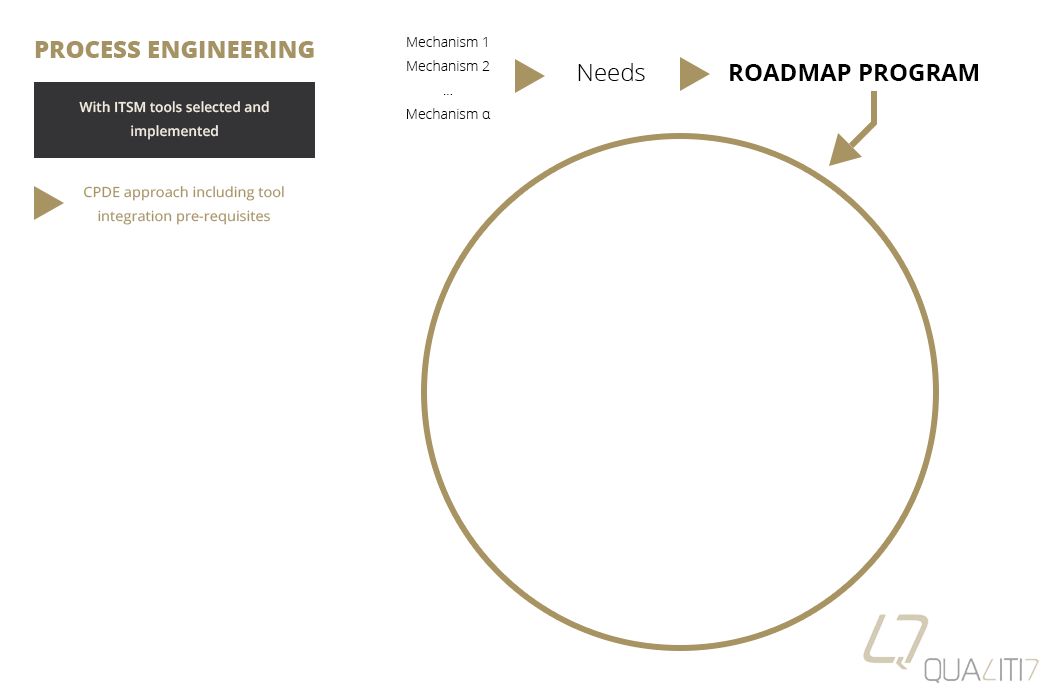 PROCESS ENGINEERING
With ITSM tools selected and
implemented
CPDE approach including tool
integration pre-requisites
Mechanism 1
Mechanism 2
...
Mechanism α
Needs
ROADMAP PROGRAM
QUALITI7